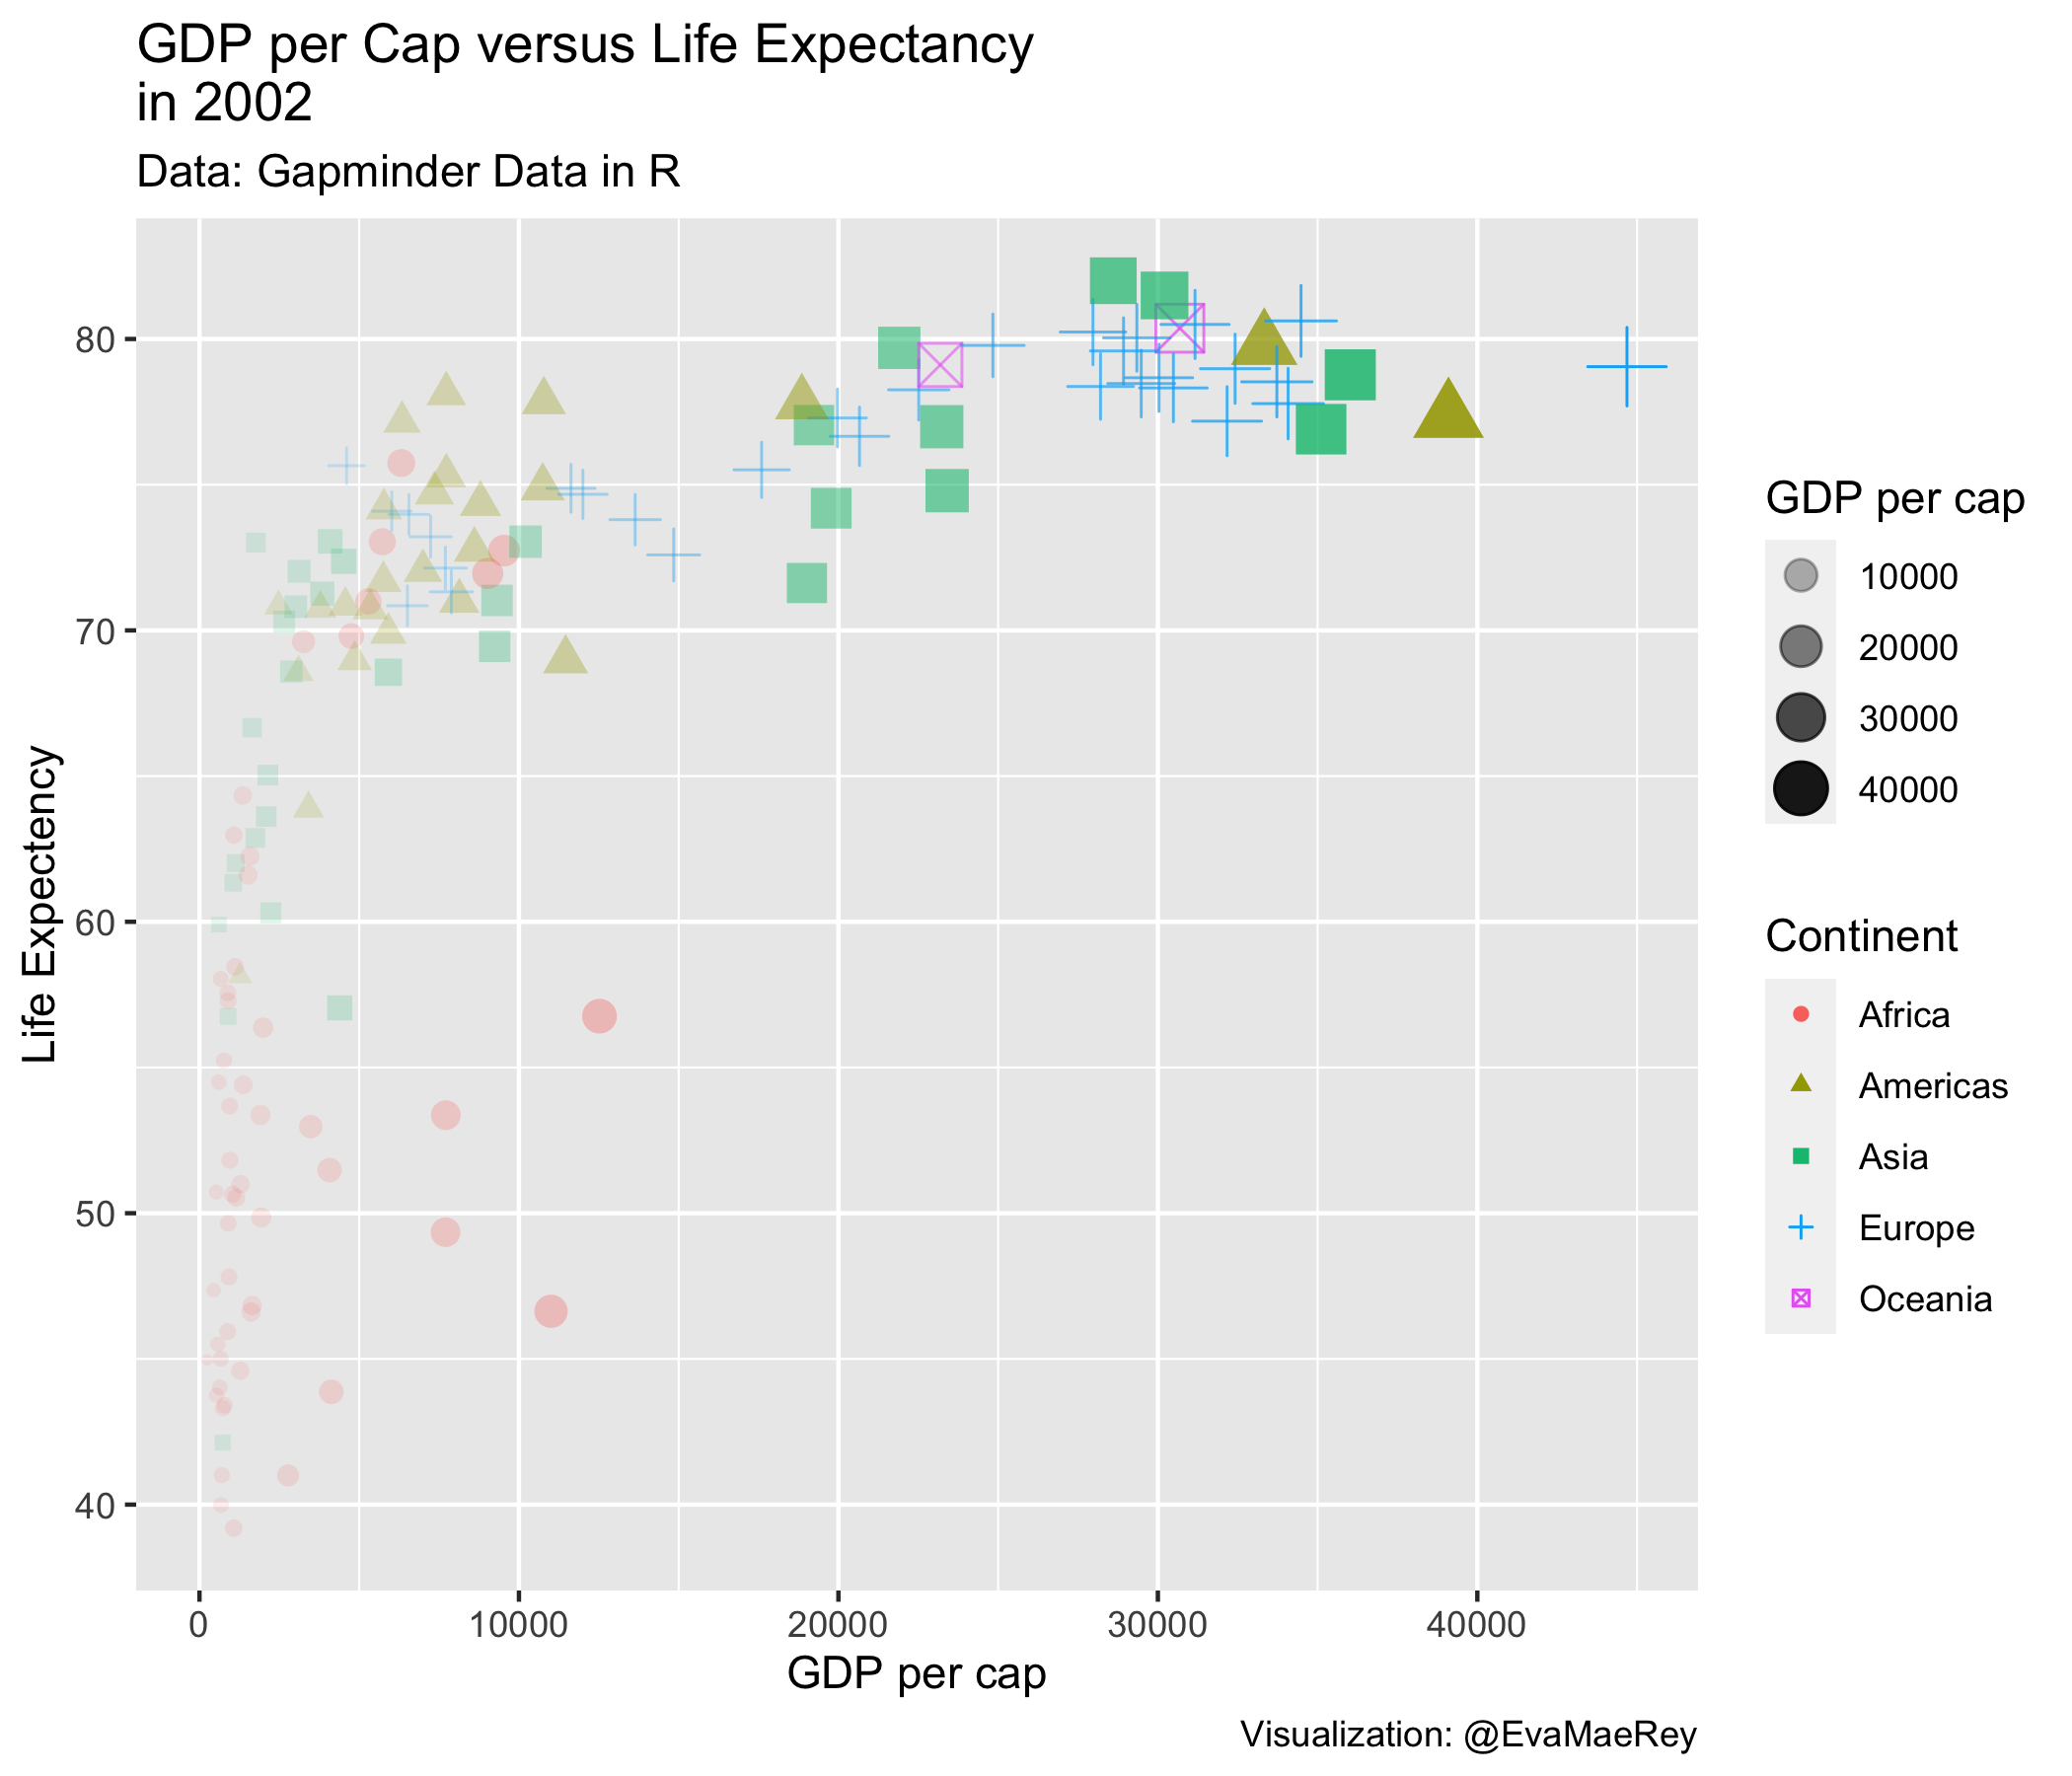 GDP per Cap versus Life Expectancy
in 2002
Data: Gapminder Data in R
Life Expectency
80
70
60
50
40
0
10000
20000
30000
40000
GDP per cap
GDP per cap
10000
20000
30000
40000
Continent
Africa
Americas
Asia
Europe
Oceania
Visualization: @EvaMaeRey